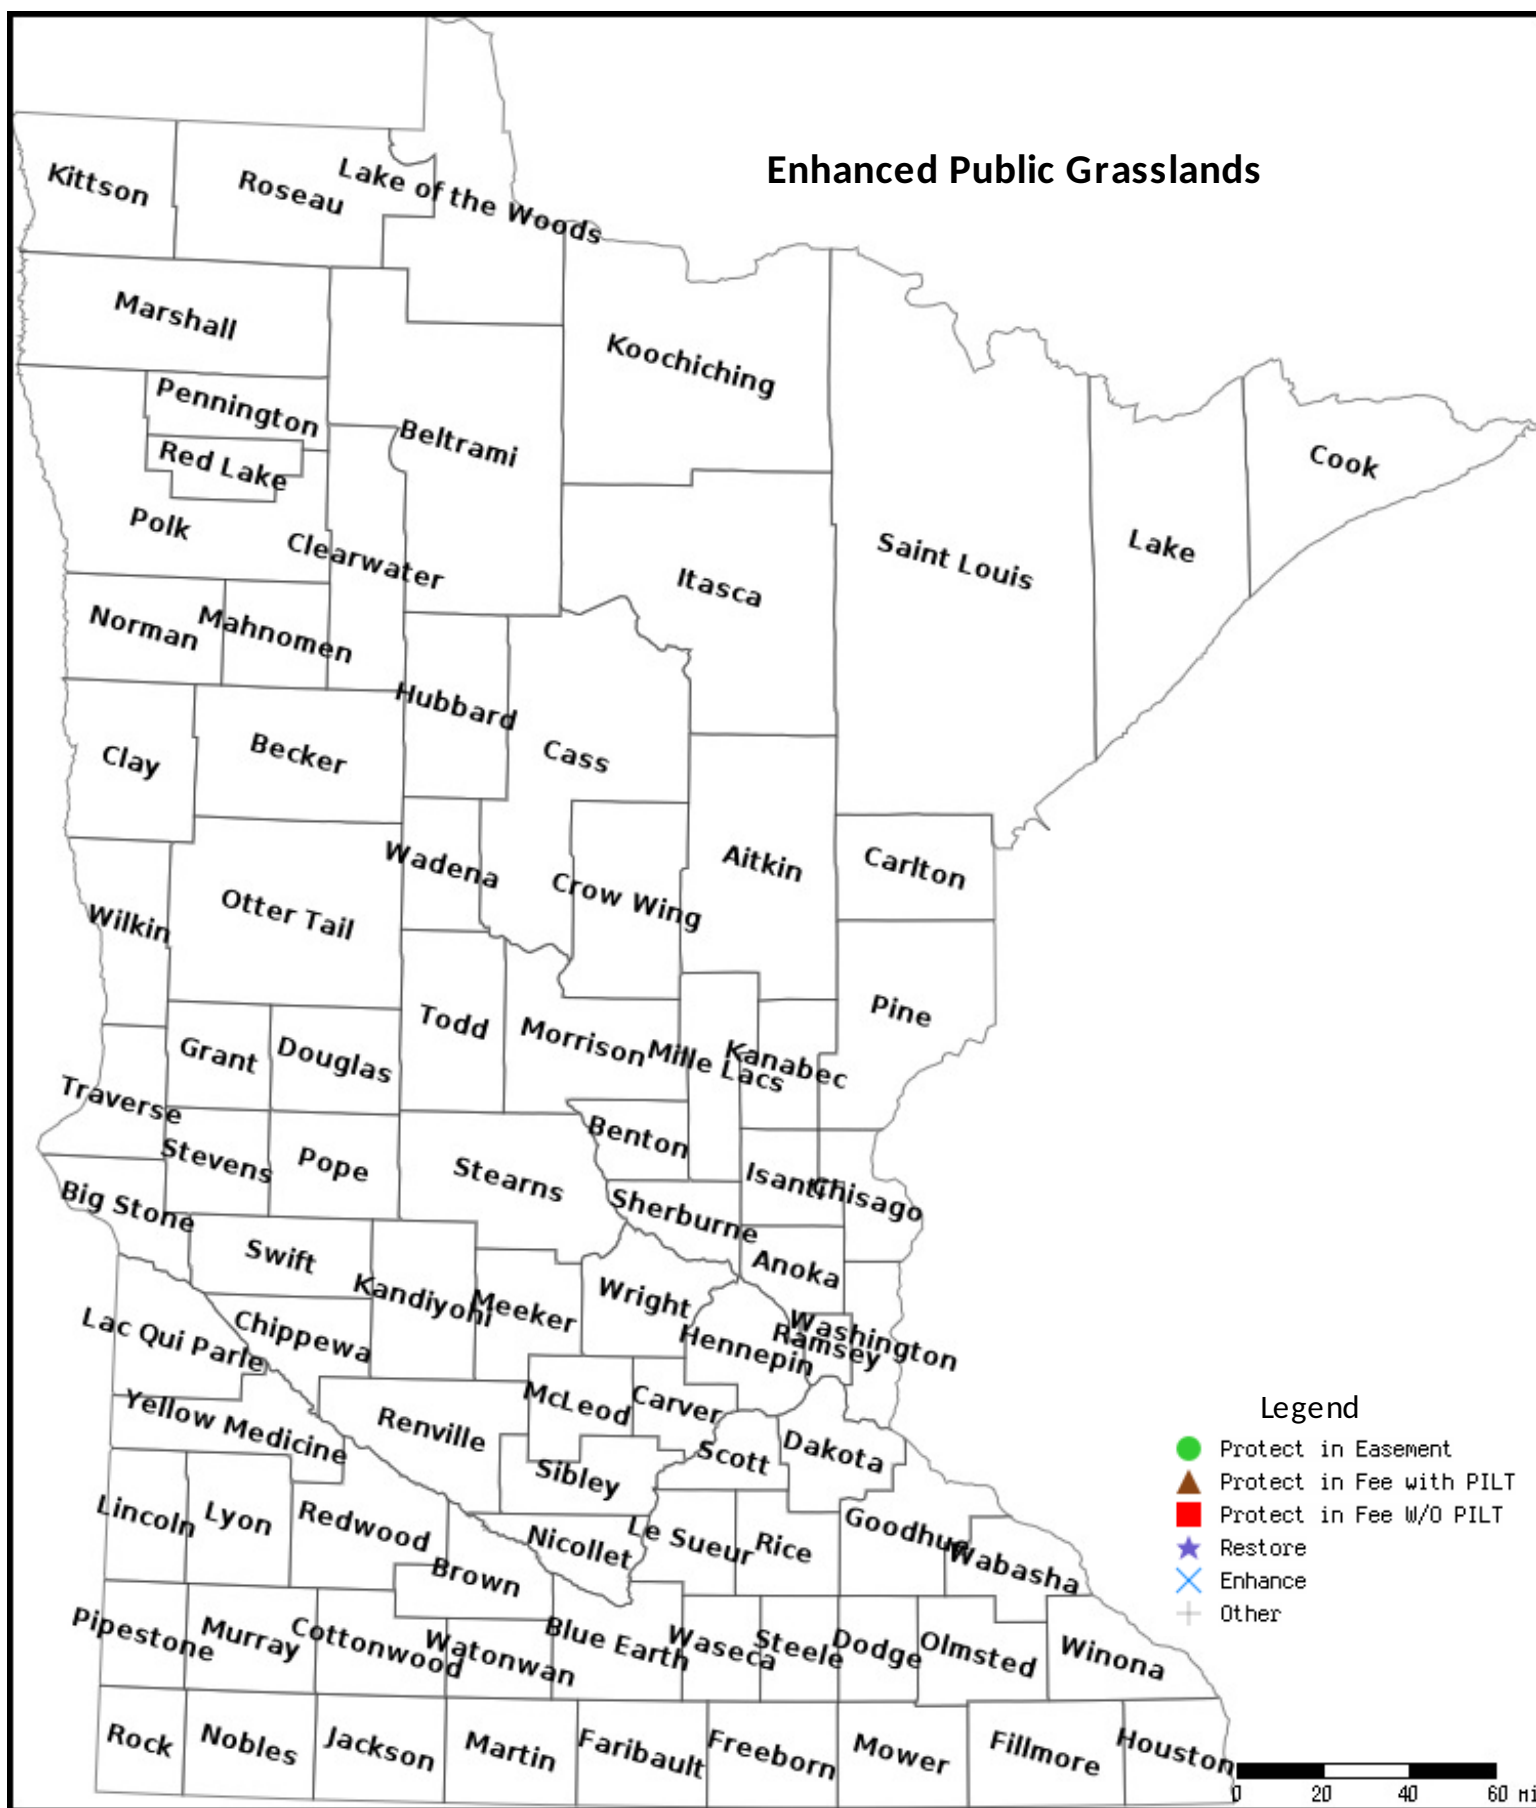 Enhanced Public Grasslands
Kittson
Roseau
Lake of the Woods
Marshall
Koochiching
Pennington
Beltrami
Red Lake
Cook
Polk
Clearwater
Saint Louis
Lake
Itasca
Norman
Mahnomen
Hubbard
Clay
Becker
Cass
Wadena
Aitkin
Carlton
Crow Wing
Otter Tail
Wilkin
Pine
Todd
Morrison
Mille Lacs
Kanabec
Grant
Douglas
Traverse
Benton
Stevens
Pope
Stearns
Isanti
Chisago
Big Stone
Sherburne
Swift
Anoka
Kandiyohi
Meeker
Wright
Lac Qui Parle
Chippewa
Hennepin
Ramsey
Washington
Yellow Medicine
Renville
McLeod
Carver
Scott
Dakota
Sibley
Lincoln
Lyon
Redwood
Nicollet
Le Sueur
Rice
Goodhue
Wabasha
Brown
Pipestone
Murray
Cottonwood
Watonwan
Blue Earth
Waseca
Steele
Dodge
Olmsted
Winona
Rock
Nobles
Jackson
Martin
Faribault
Freeborn
Mower
Fillmore
Houston
Legend
Protect in Easement
Protect in Fee with PILT
Protect in Fee W/O PILT
Restore
Enhance
Other
0 20 40 60 Mi